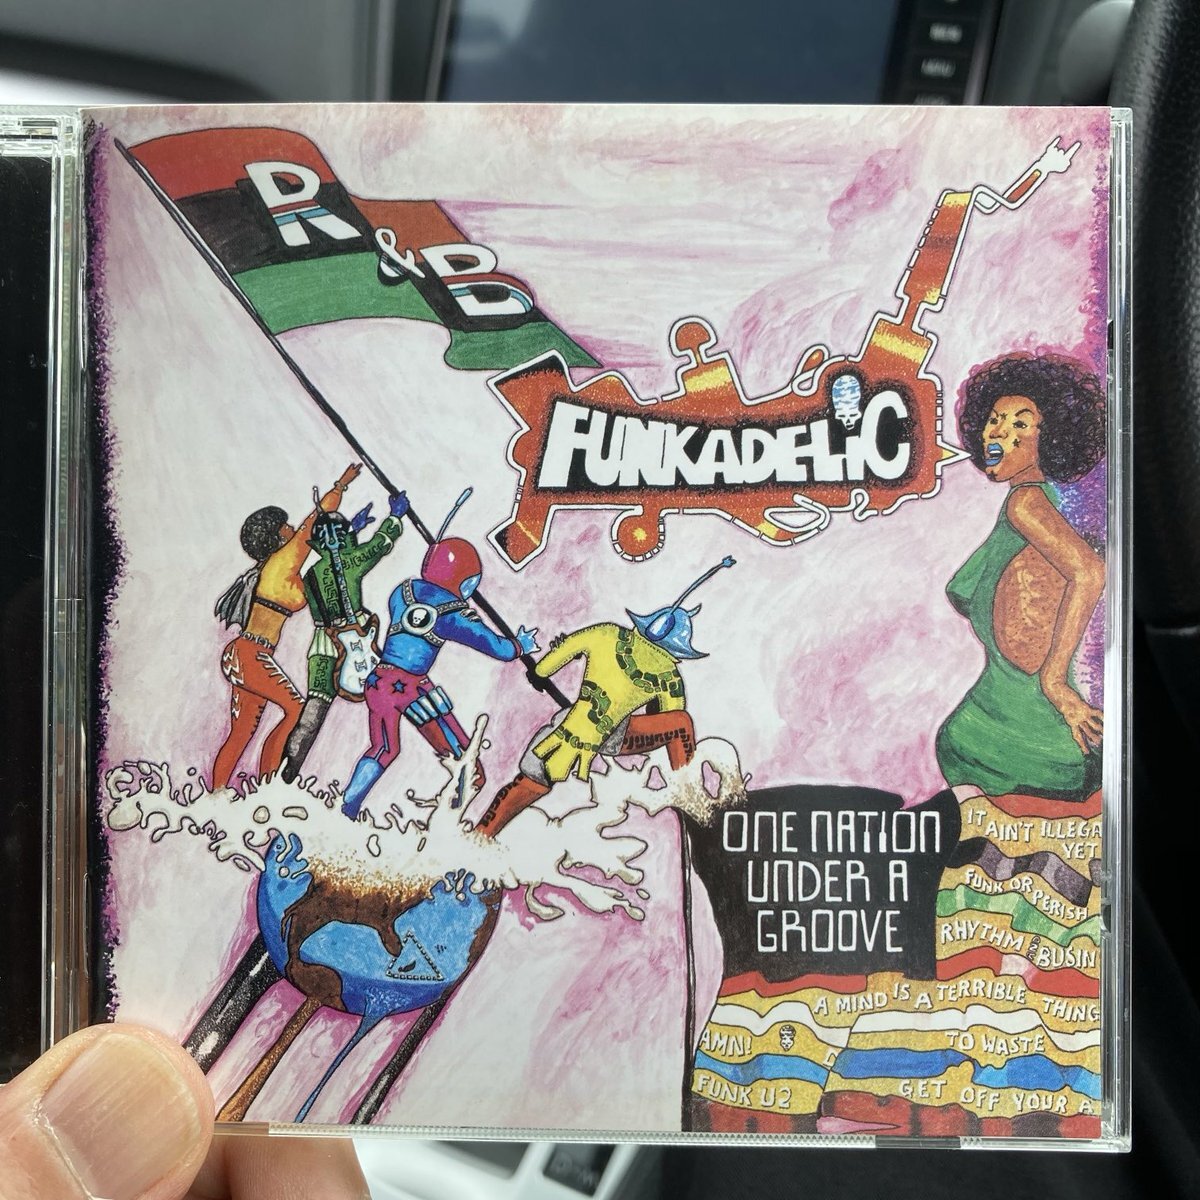 R & B
FUNKADELIC
ONE NATION
UNDER A
GROOVE
IT AIN'T ILLEGA
YET
FUNK OR PERISH
RHYTHM AND BUSIN
A MIND IS A TERRIBLE THING
TO WASTE
AMN!
FUNK U2
GET OFF YOUR A